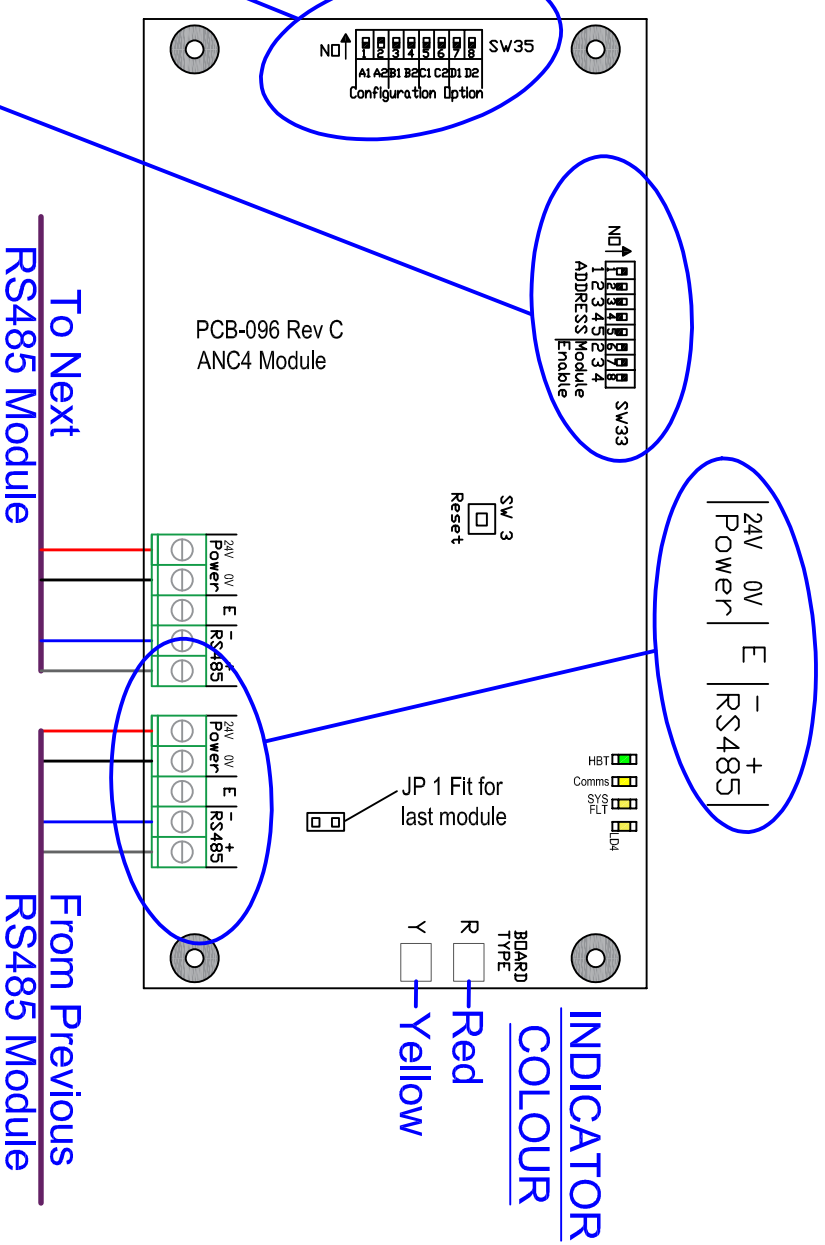 ON
1 2 3 4 5 6 7 8
SW35
A1 A2 B1 B2 C1 C2 D1 D2
Configuration Option
ON
1 2 3 4 5 6 7 8
1 2 3 4 5 2 3 4
ADDRESS Module
Enable
SW33
PCB-096 Rev C
ANC4 Module
SW 3
Reset
24V 0V E - +
Power RS485
To Next
RS485 Module
24V 0V
Power
E
- +
RS485
24V 0V
Power
E
- +
RS485
HBT
Comms
SYS
FLT
LD4
JP 1 Fit for
last module
BOARD
TYPE
R
Y
INDICATOR
COLOUR
Red
Yellow
From Previous
RS485 Module